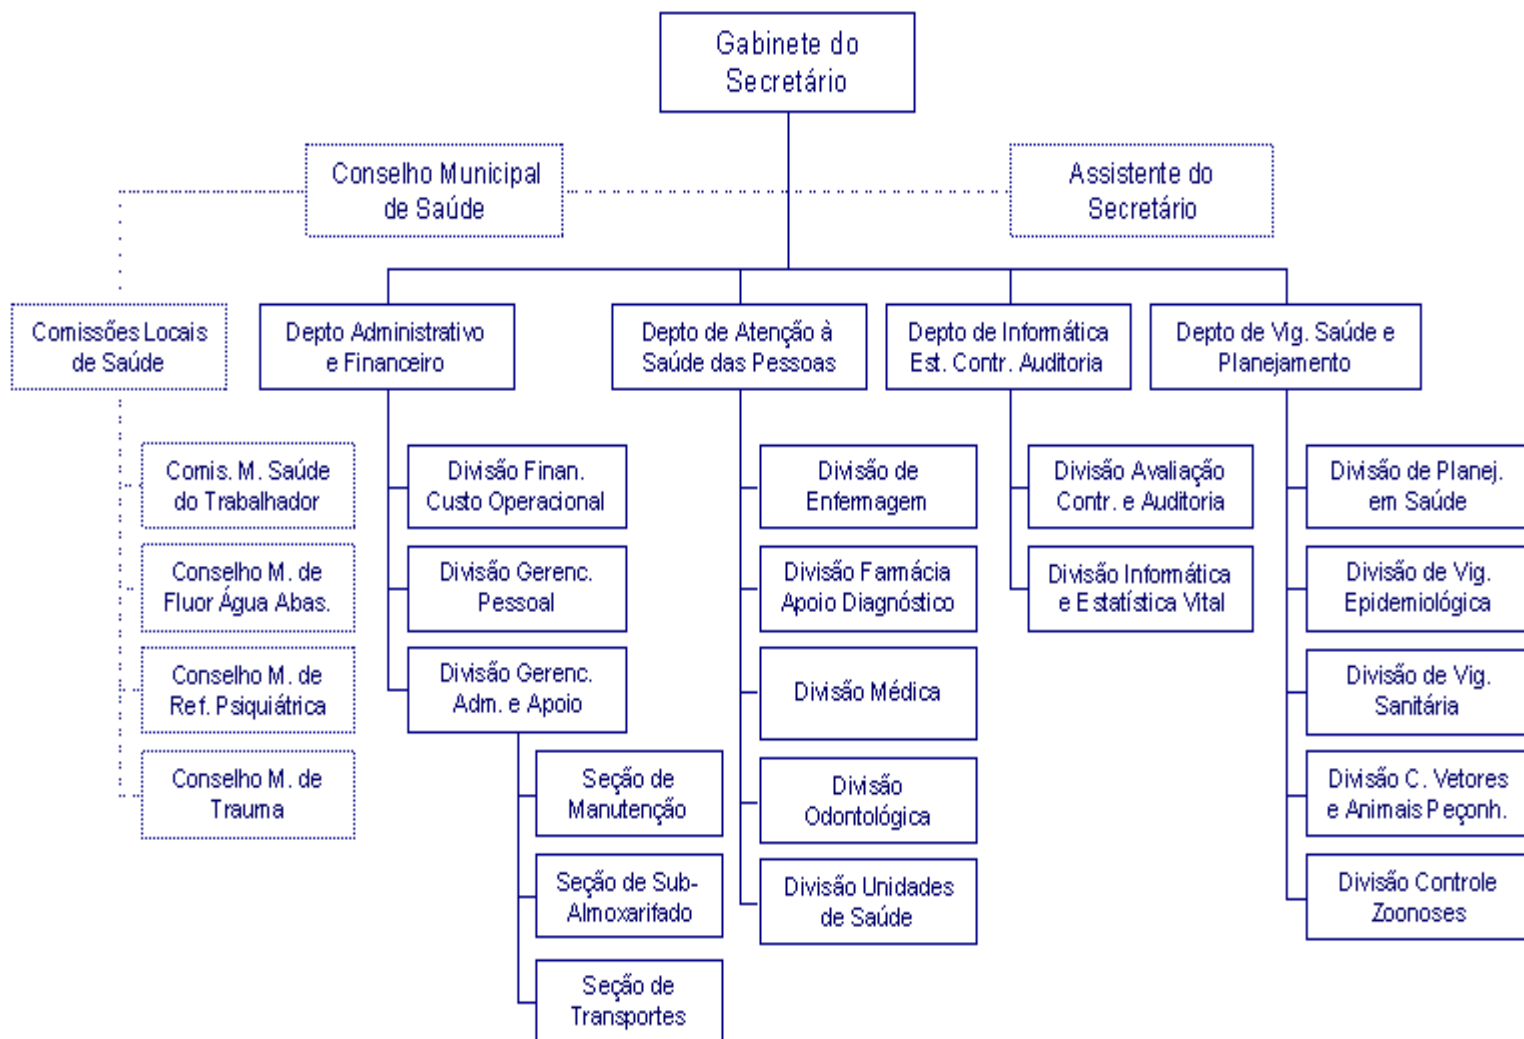 Gabinete do
Secretário
Conselho Municipal
de Saúde
Assistente do
Secretário
Comissões Locais
de Saúde
Depto Administrativo
e Financeiro
Depto de Atenção à
Saúde das Pessoas
Depto de Informática
Est. Contr. Auditoria
Depto de Vig. Saúde e
Planejamento
Comis. M. Saúde
do Trabalhador
Conselho M. de
Fluor Água Abas.
Conselho M. de
Ref. Psiquiátrica
Conselho M. de
Trauma
Divisão Finan.
Custo Operacional
Divisão Gerenc.
Pessoal
Divisão Gerenc.
Adm. e Apoio
Seção de
Manutenção
Seção de Sub-
Almoxarifado
Seção de
Transportes
Divisão de
Enfermagem
Divisão Farmácia
Apoio Diagnóstico
Divisão Médica
Divisão
Odontológica
Divisão Unidades
de Saúde
Divisão Avaliação
Contr. e Auditoria
Divisão Informática
e Estatística Vital
Divisão de Planej.
em Saúde
Divisão de Vig.
Epidemiológica
Divisão de Vig.
Sanitária
Divisão C. Vetores
e Animais Peçonh.
Divisão Controle
Zoonoses